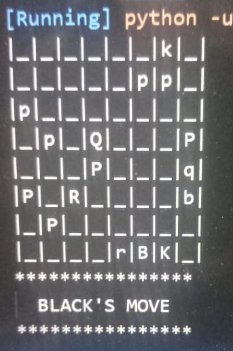 [Running] python -u
|_|_|_|_|_|_|k|_|
|_|_|_|_|_|p|p|_|
|p|_|_|_|_|_|_|_|
|_|p|_|Q|_|_|_|P|
|_|_|_|P|_|_|_|q|
|P|_|R|_|_|_|_|b|
|_|_|P|_|_|_|_|_|
|_|_|_|_|r|B|K|_|
*****************
BLACK'S MOVE
*****************